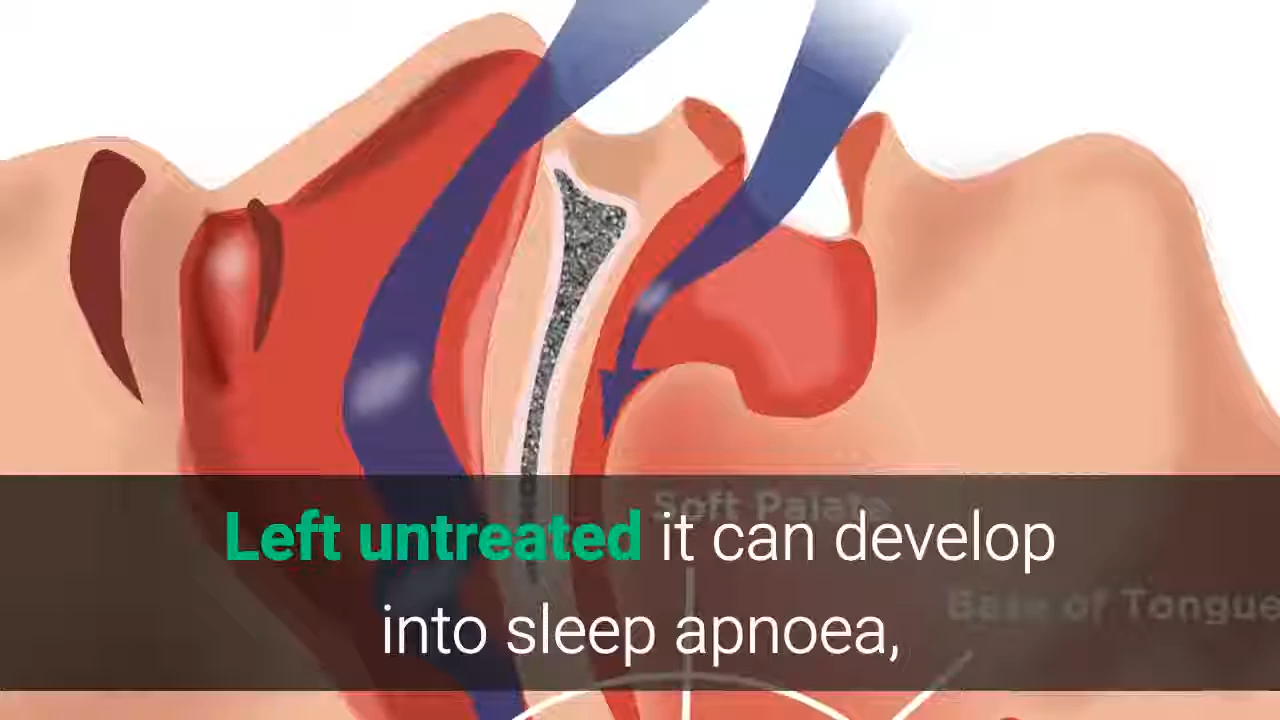 Soft Palate
Left untreated it can develop
Base of Tongue
into sleep apnoea,